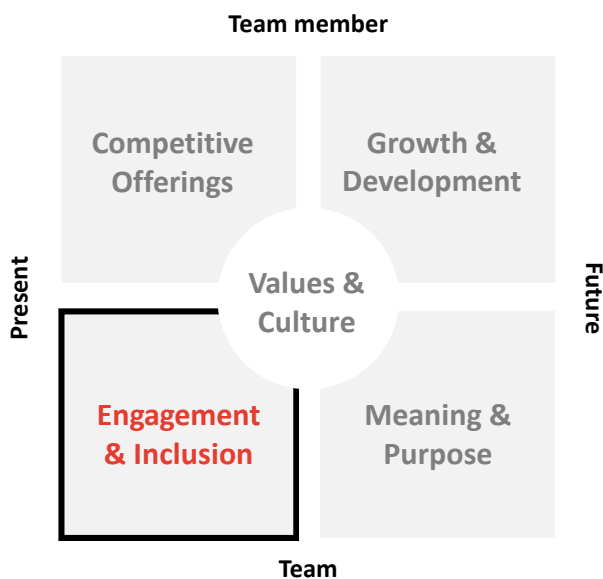 Team member
Competitive
Offerings
Growth &
Development
Present
Values &
Culture
Future
Engagement
& Inclusion
Meaning &
Purpose
Team